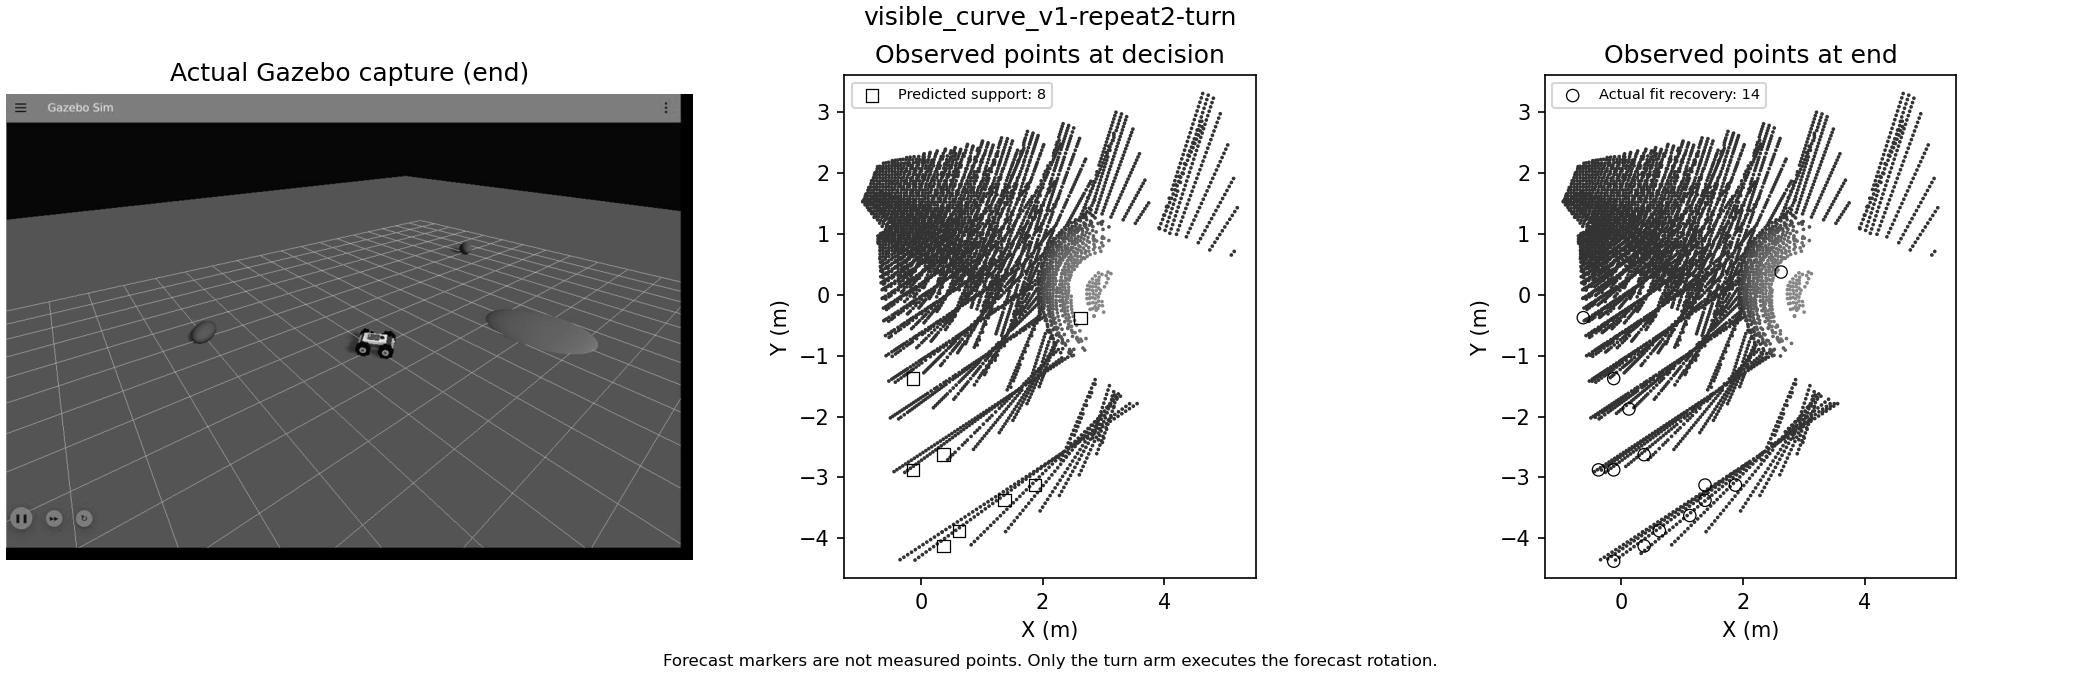 visible_curve_v1-repeat2-turn
Actual Gazebo capture (end)
Gazebo Sim
Observed points at decision
Predicted support: 8
3
2
1
0
−1
−2
−3
−4
Y (m)
0 2 4
X (m)
Observed points at end
Actual fit recovery: 14
3
2
1
0
−1
−2
−3
−4
Y (m)
0 2 4
X (m)
Forecast markers are not measured points. Only the turn arm executes the forecast rotation.